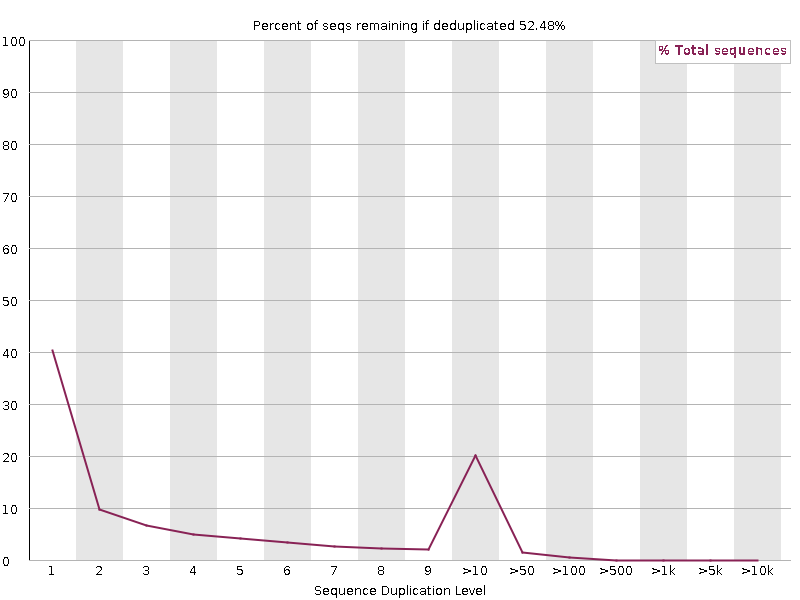 Percent of seqs remaining if deduplicated 52.48%
% Total sequences
100
90
80
70
60
50
40
30
20
10
0
1 2 3 4 5 6 7 8 9 >10 >50 >100 >500 >1k >5k >10k
Sequence Duplication Level